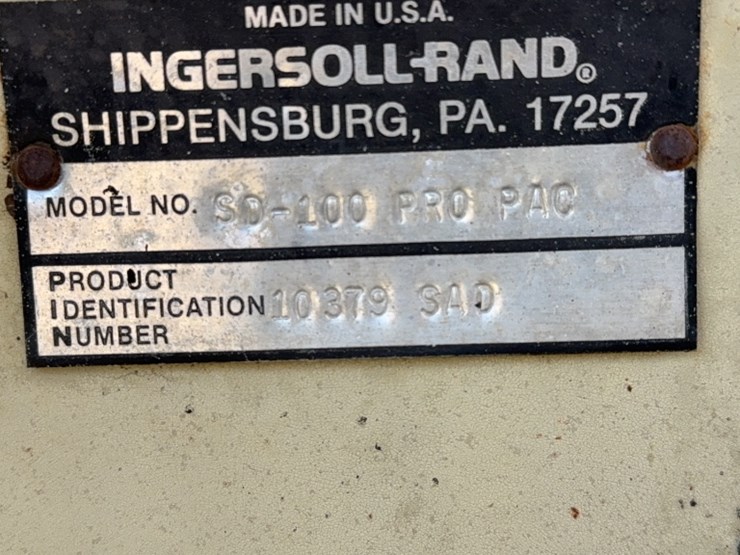 MADE IN U.S.A.
INGERSOLL-RAND®
SHIPPENSBURG, PA. 17257
MODEL NO. SD-100 PRO PAC
PRODUCT
IDENTIFICATION 10379 SAD
NUMBER